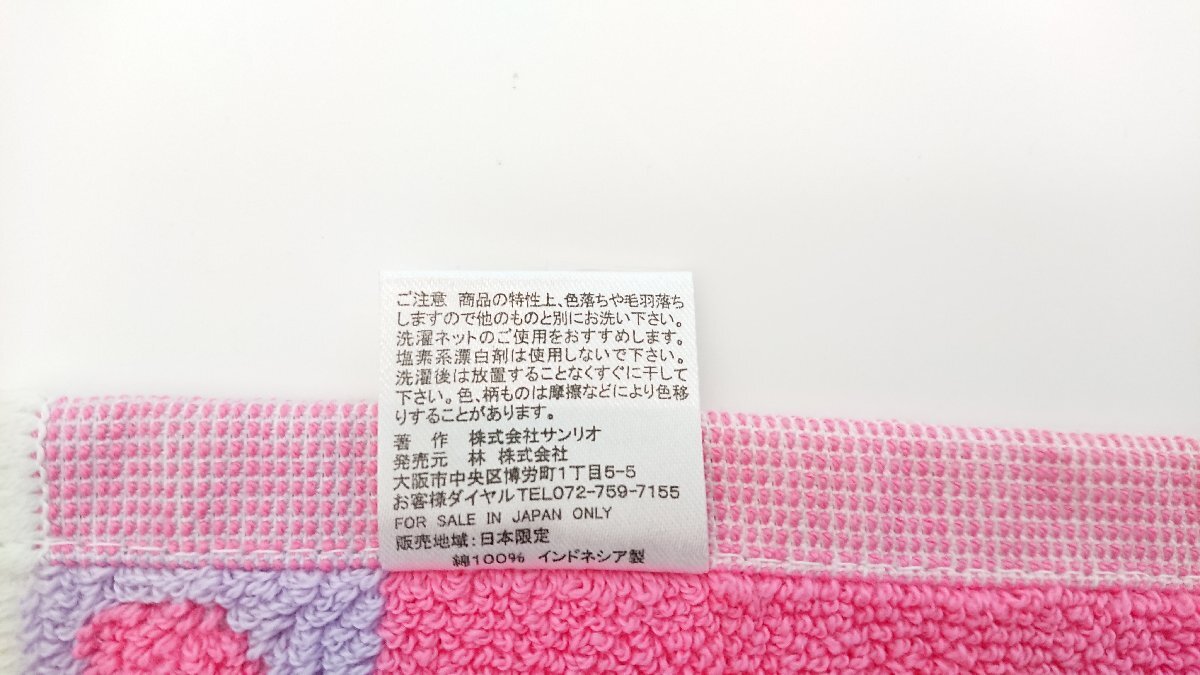 ご注意 商品の特性上、色落ちや毛羽落ち
しますので他のものと別にお洗い下さい。
洗濯ネットのご使用をおすすめします。
塩素系漂白剤は使用しないで下さい。
洗濯後は放置することなくすぐに干して
下さい。色、柄ものは摩擦などにより色移
りすることがあります。
著 作 株式会社サンリオ
発売元 林 株式会社
大阪市中央区博労町1丁目5-5
お客様ダイヤルTEL072-759-7155
FOR SALE IN JAPAN ONLY
販売地域:日本限定
綿100% インドネシア製